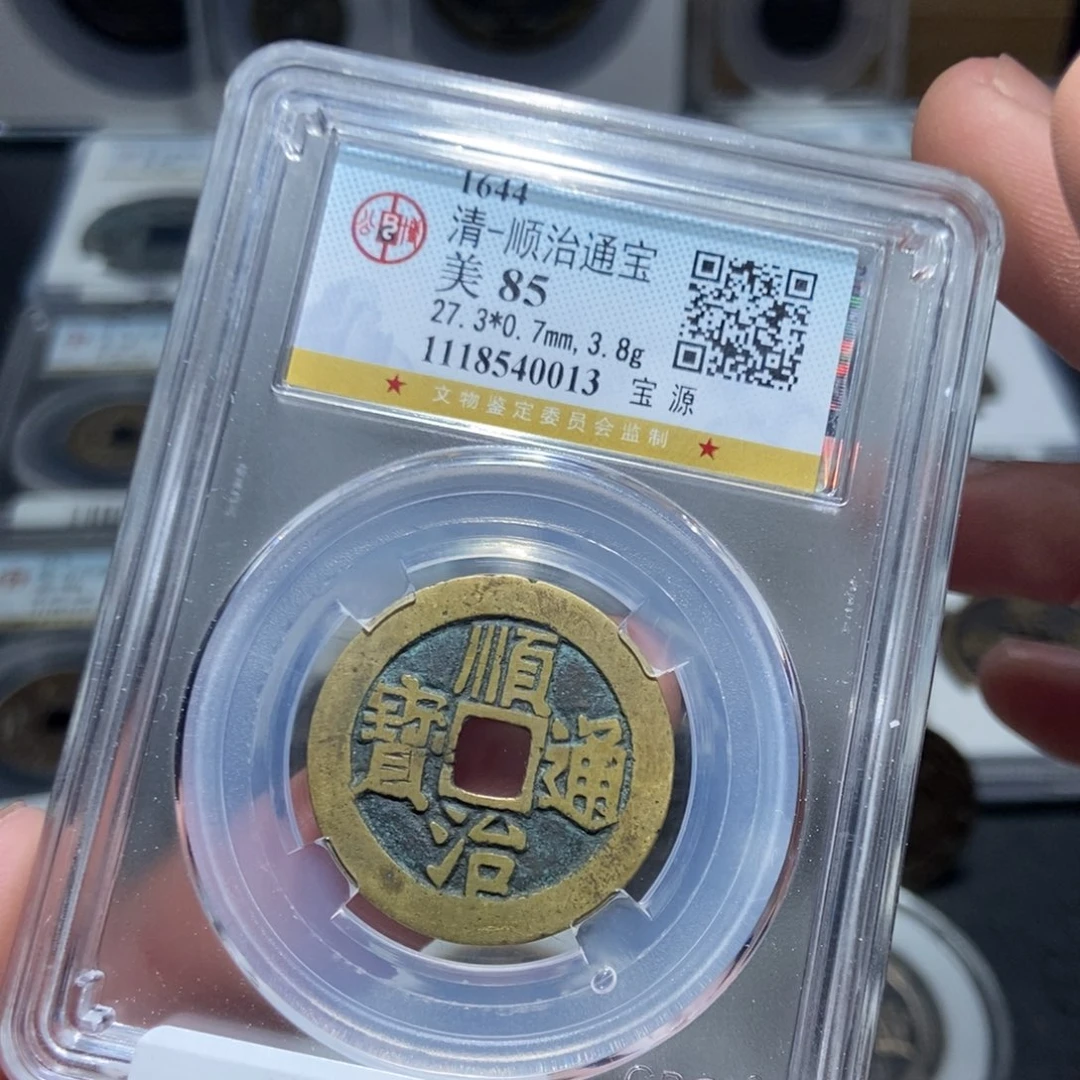 1644
清-顺治通宝
美 85
27.3*0.7mm, 3.8g
1118540013 宝 源
★ 文物鉴定委员会监制 ★
順治通寶